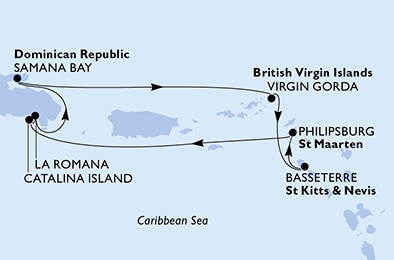 Dominican Republic
SAMANA BAY
British Virgin Islands
VIRGIN GORDA
PHILIPSBURG
St Maarten
BASSETERRE
St Kitts & Nevis
LA ROMANA
CATALINA ISLAND
Caribbean Sea